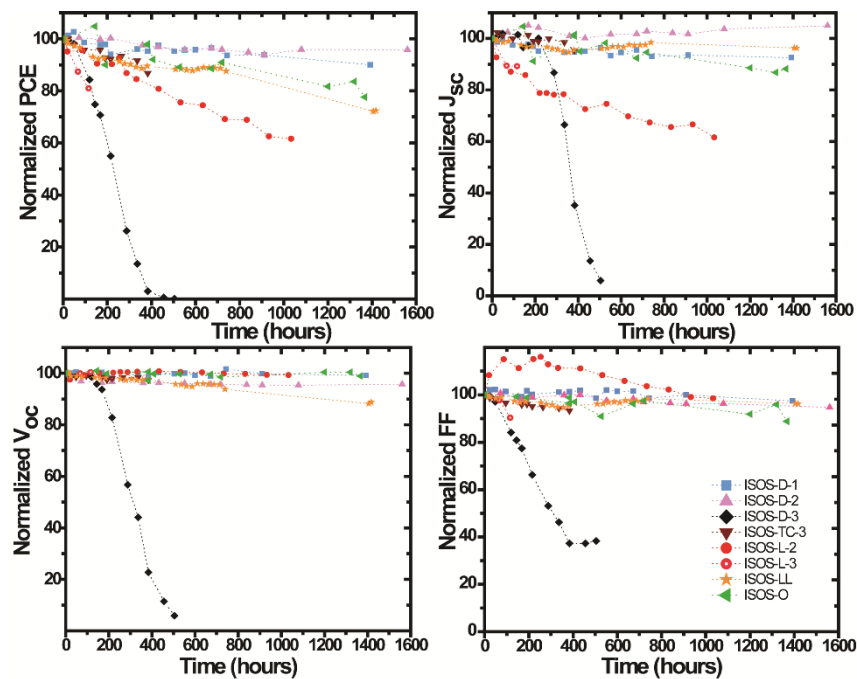 Normalized PCE
100
80
60
40
20
0 200 400 600 800 1000 1200 1400 1600
Time (hours)
Normalized JSC
100
80
60
40
20
0
0 200 400 600 800 1000 1200 1400 1600
Time (hours)
Normalized VOC
100
80
60
40
20
0 200 400 600 800 1000 1200 1400 1600
Time (hours)
Normalized FF
100
80
60
40
20
0
0 200 400 600 800 1000 1200 1400 1600
Time (hours)
ISOS-D-1
ISOS-D-2
ISOS-D-3
ISOS-TC-3
ISOS-L-2
ISOS-L-3
ISOS-LL
ISOS-O